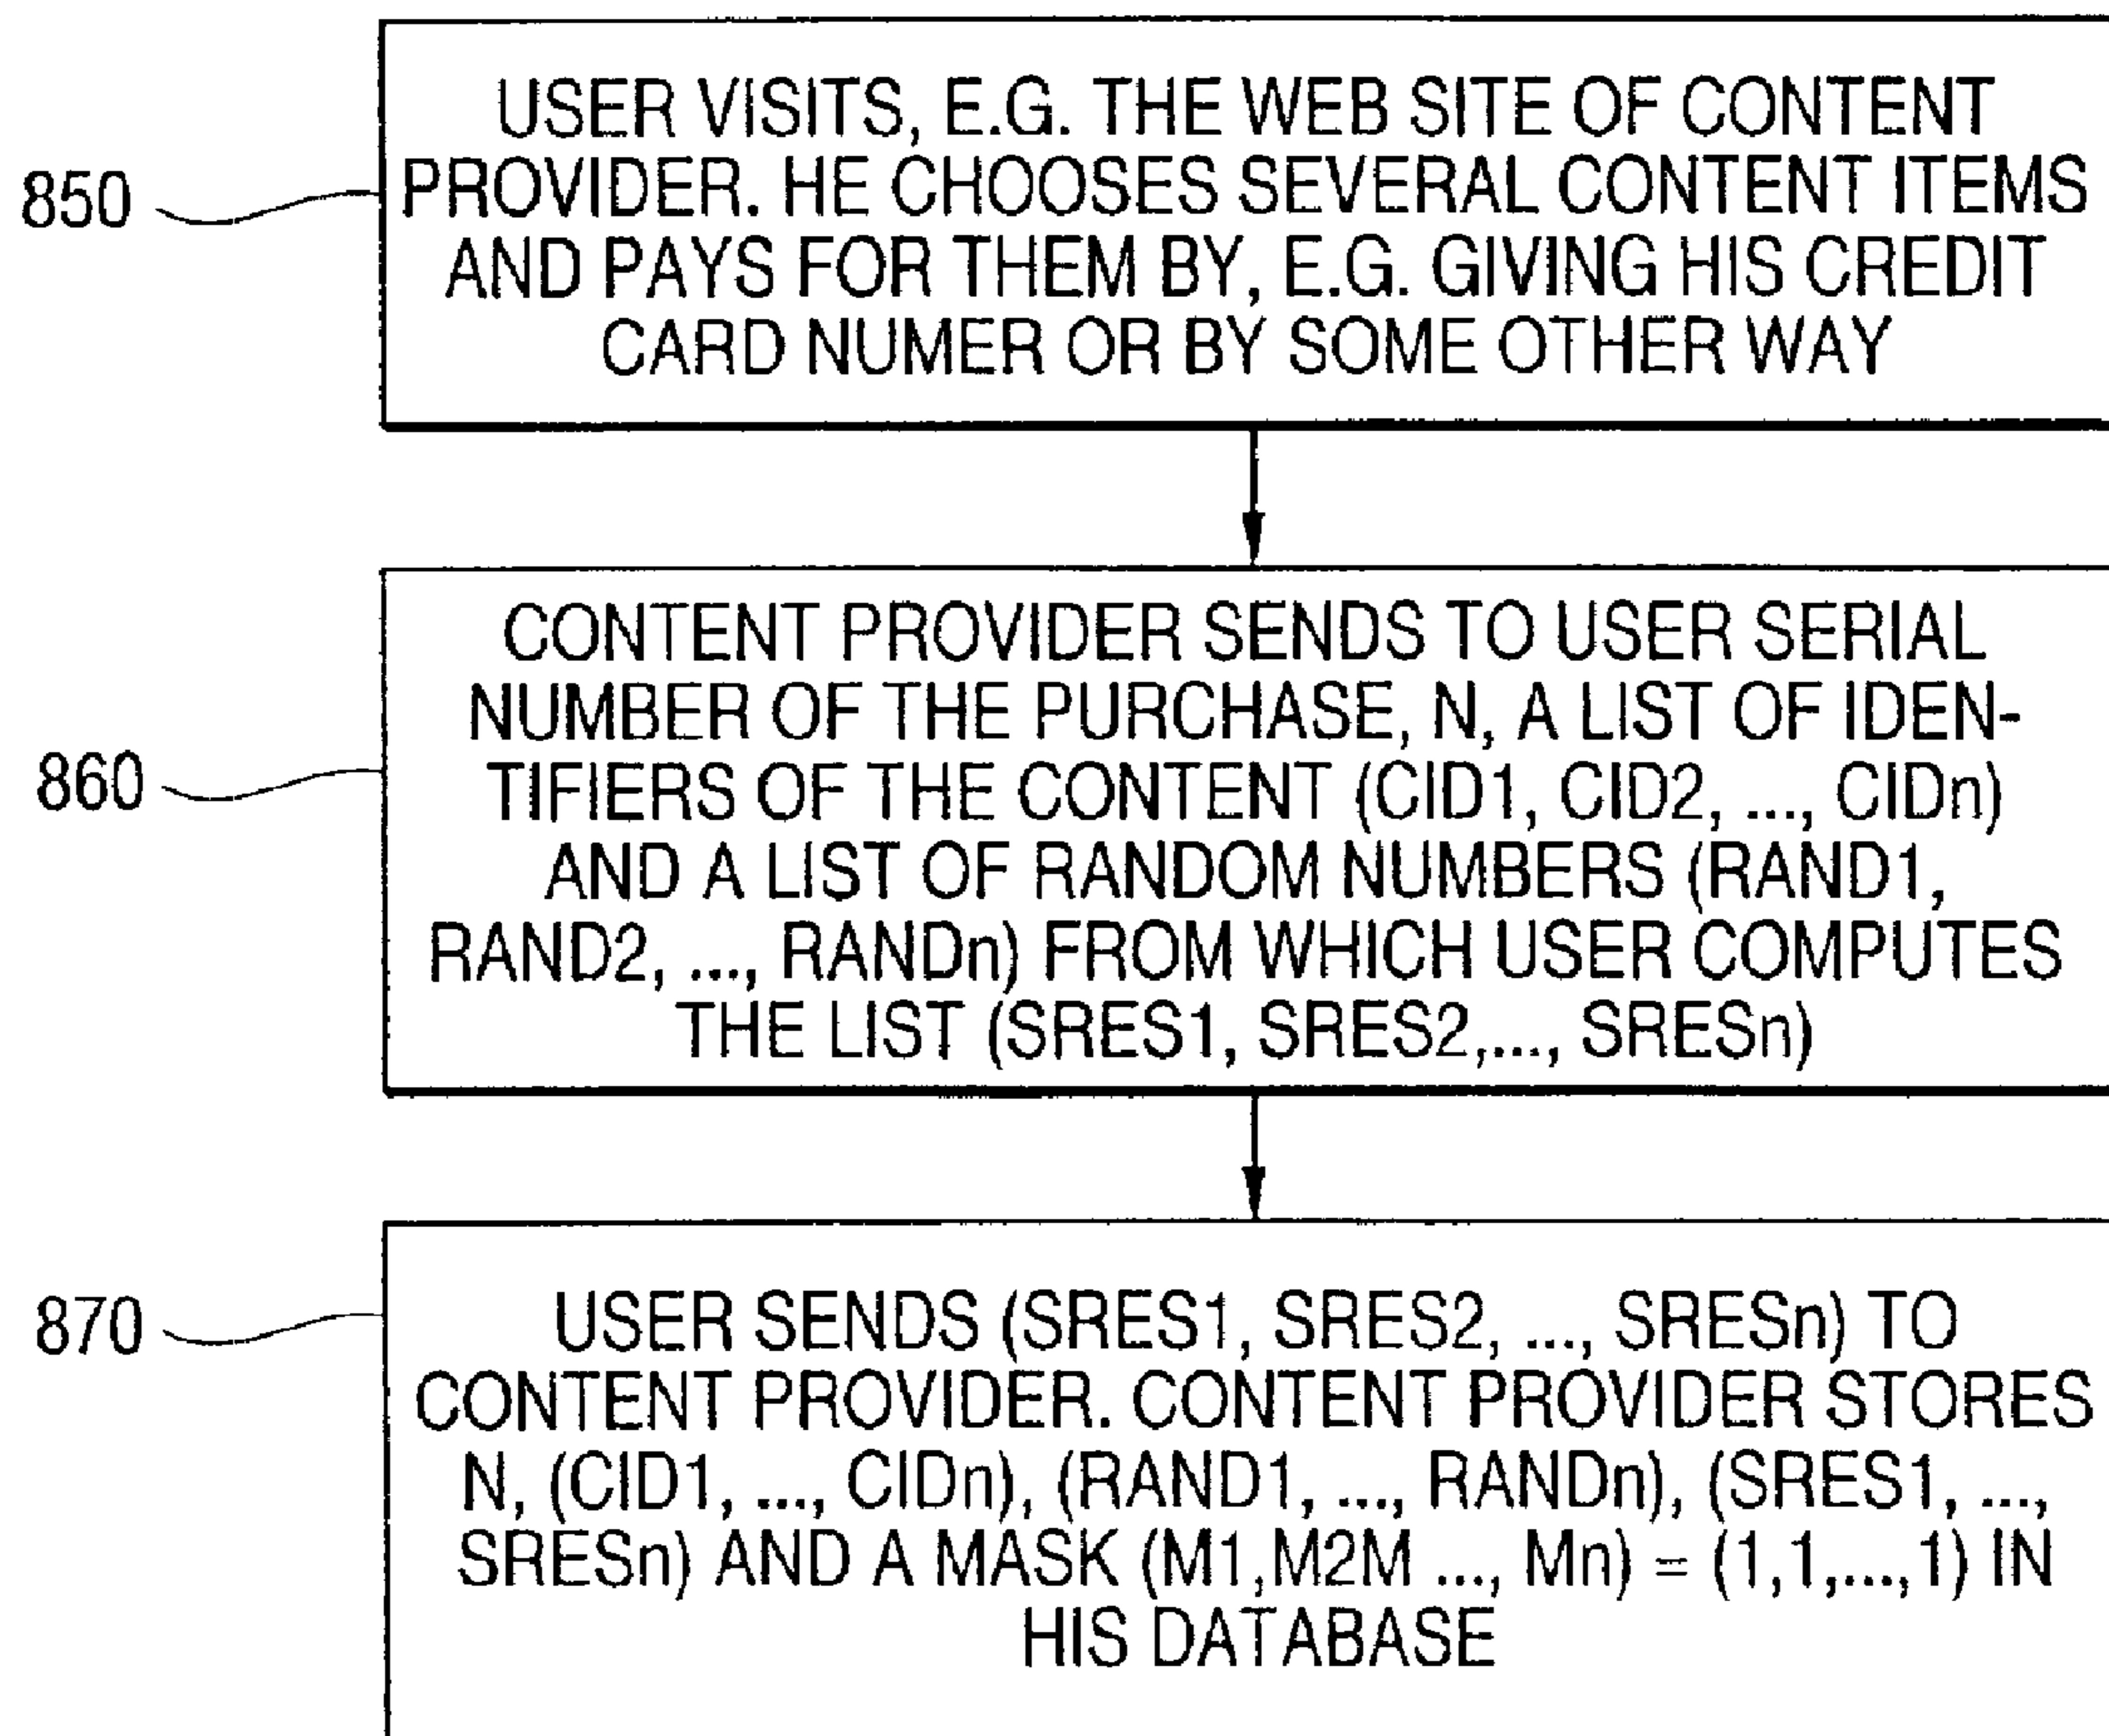 USER VISITS, E.G. THE WEB SITE OF CONTENT
PROVIDER. HE CHOOSES SEVERAL CONTENT ITEMS
AND PAYS FOR THEM BY, E.G. GIVING HIS CREDIT
CARD NUMER OR BY SOME OTHER WAY
850
CONTENT PROVIDER SENDS TO USER SERIAL
NUMBER OF THE PURCHASE, N, A LIST OF IDEN-
TIFIERS OF THE CONTENT (CID1, CID2, ..., CIDn)
AND A LIST OF RANDOM NUMBERS (RAND1,
RAND2, ..., RANDn) FROM WHICH USER COMPUTES
THE LIST (SRES1, SRES2,..., SRESn)
860
USER SENDS (SRES1, SRES2, ..., SRESn) TO
CONTENT PROVIDER. CONTENT PROVIDER STORES
N, (CID1, ..., CIDn), (RAND1, ..., RANDn), (SRES1, ...,
SRESn) AND A MASK (M1,M2M ..., Mn) = (1,1,...,1) IN
HIS DATABASE
870